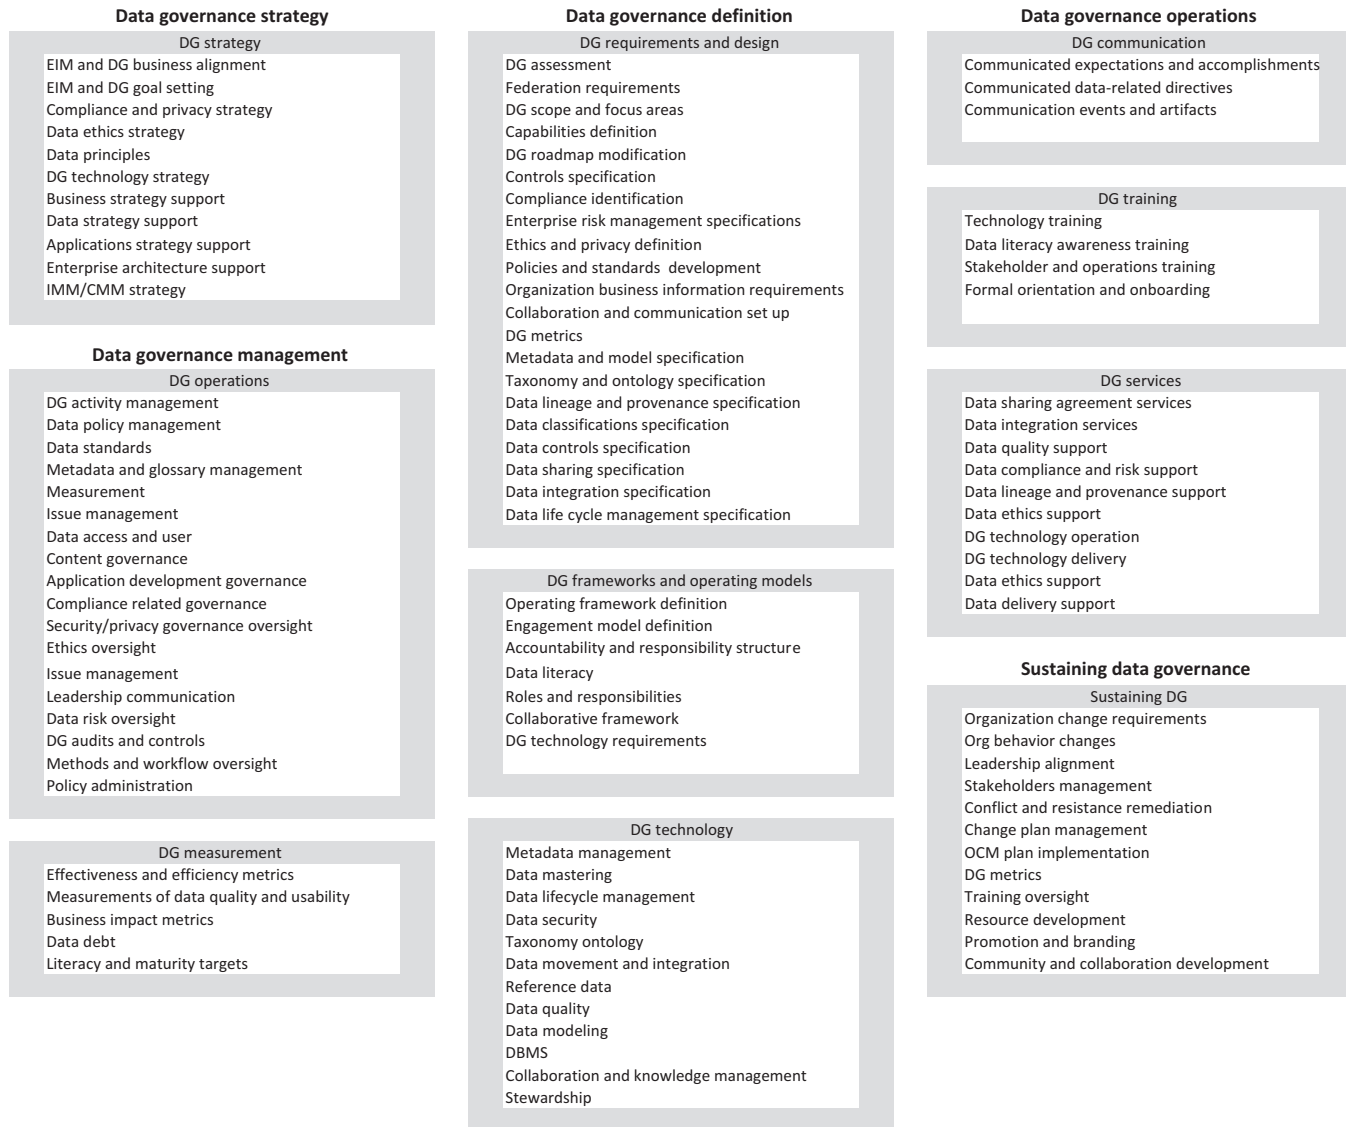 Data governance strategy
DG strategy
EIM and DG business alignment
EIM and DG goal setting
Compliance and privacy strategy
Data ethics strategy
Data principles
DG technology strategy
Business strategy support
Data strategy support
Applications strategy support
Enterprise architecture support
IMM/CMM strategy
Data governance management
DG operations
DG activity management
Data policy management
Data standards
Metadata and glossary management
Measurement
Issue management
Data access and user
Content governance
Application development governance
Compliance related governance
Security/privacy governance oversight
Ethics oversight
Issue management
Leadership communication
Data risk oversight
DG audits and controls
Methods and workflow oversight
Policy administration
DG measurement
Effectiveness and efficiency metrics
Measurements of data quality and usability
Business impact metrics
Data debt
Literacy and maturity targets
Data governance definition
DG requirements and design
DG assessment
Federation requirements
DG scope and focus areas
Capabilities definition
DG roadmap modification
Controls specification
Compliance identification
Enterprise risk management specifications
Ethics and privacy definition
Policies and standards development
Organization business information requirements
Collaboration and communication set up
DG metrics
Metadata and model specification
Taxonomy and ontology specification
Data lineage and provenance specification
Data classifications specification
Data controls specification
Data sharing specification
Data integration specification
Data life cycle management specification
DG frameworks and operating models
Operating framework definition
Engagement model definition
Accountability and responsibility structure
Data literacy
Roles and responsibilities
Collaborative framework
DG technology requirements
DG technology
Metadata management
Data mastering
Data lifecycle management
Data security
Taxonomy ontology
Data movement and integration
Reference data
Data quality
Data modeling
DBMS
Collaboration and knowledge management
Stewardship
Data governance operations
DG communication
Communicated expectations and accomplishments
Communicated data-related directives
Communication events and artifacts
DG training
Technology training
Data literacy awareness training
Stakeholder and operations training
Formal orientation and onboarding
DG services
Data sharing agreement services
Data integration services
Data quality support
Data compliance and risk support
Data lineage and provenance support
Data ethics support
DG technology operation
DG technology delivery
Data ethics support
Data delivery support
Sustaining data governance
Sustaining DG
Organization change requirements
Org behavior changes
Leadership alignment
Stakeholders management
Conflict and resistance remediation
Change plan management
OCM plan implementation
DG metrics
Training oversight
Resource development
Promotion and branding
Community and collaboration development